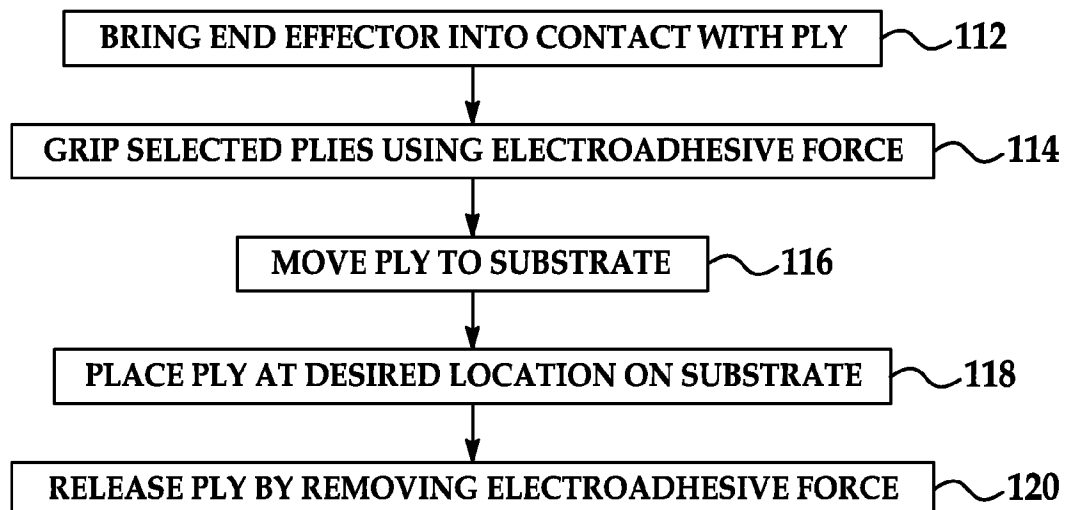 BRING END EFFECTOR INTO CONTACT WITH PLY 112
GRIP SELECTED PLIES USING ELECTROADHESIVE FORCE 114
MOVE PLY TO SUBSTRATE 116
PLACE PLY AT DESIRED LOCATION ON SUBSTRATE 118
RELEASE PLY BY REMOVING ELECTROADHESIVE FORCE 120